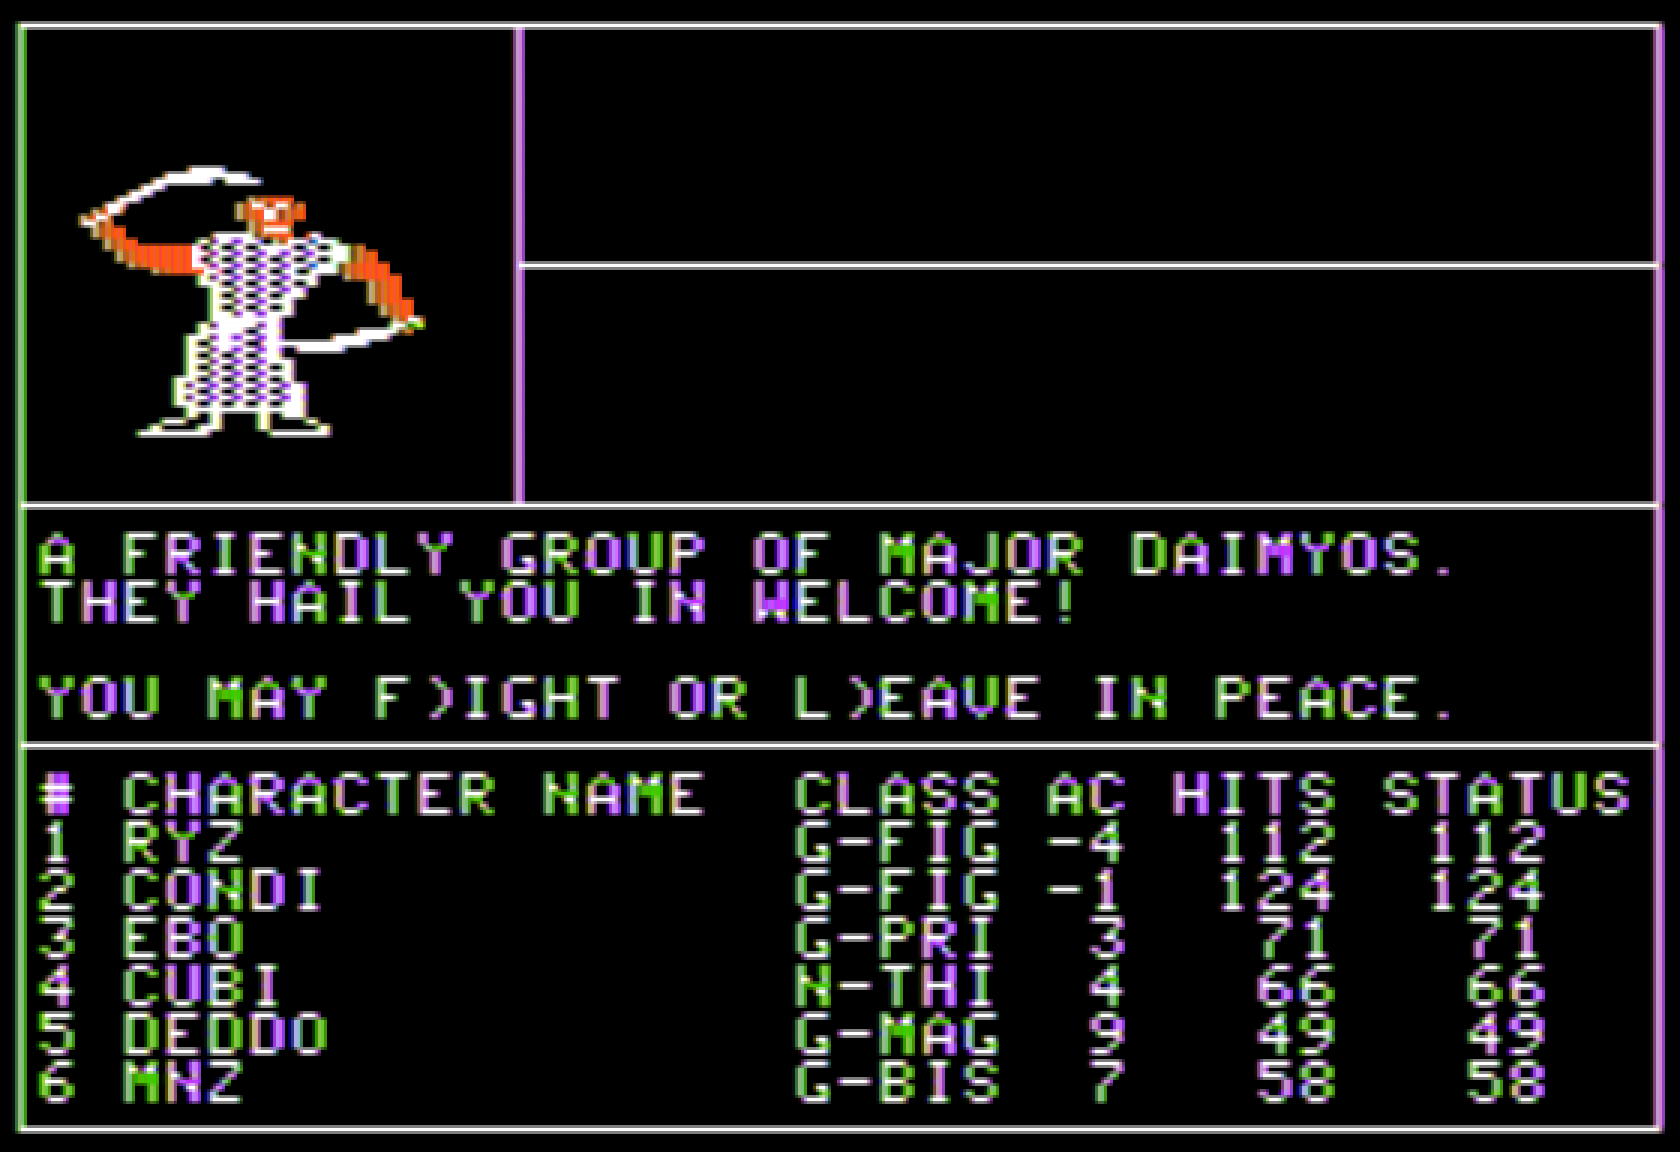 A FRIENDLY GROUP OF MAJOR DAIMYOS.
THEY HAIL YOU IN WELCOME!
YOU MAY F)IGHT OR L)EAVE IN PEACE.
# CHARACTER NAME CLASS AC HITS STATUS
1 RYZ G-FIG -4 112 112
2 CONDI G-FIG -1 124 124
3 EBO G-PRI 3 71 71
4 CUBI N-THI 4 66 66
5 DEDDO G-MAG 9 49 49
6 MNZ G-BIS 7 58 58